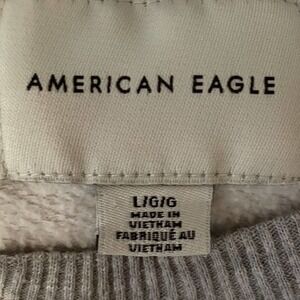 AMERICAN EAGLE
L/G/G
MADE IN
VIETNAM
FABRIQUÉ AU
VIETNAM